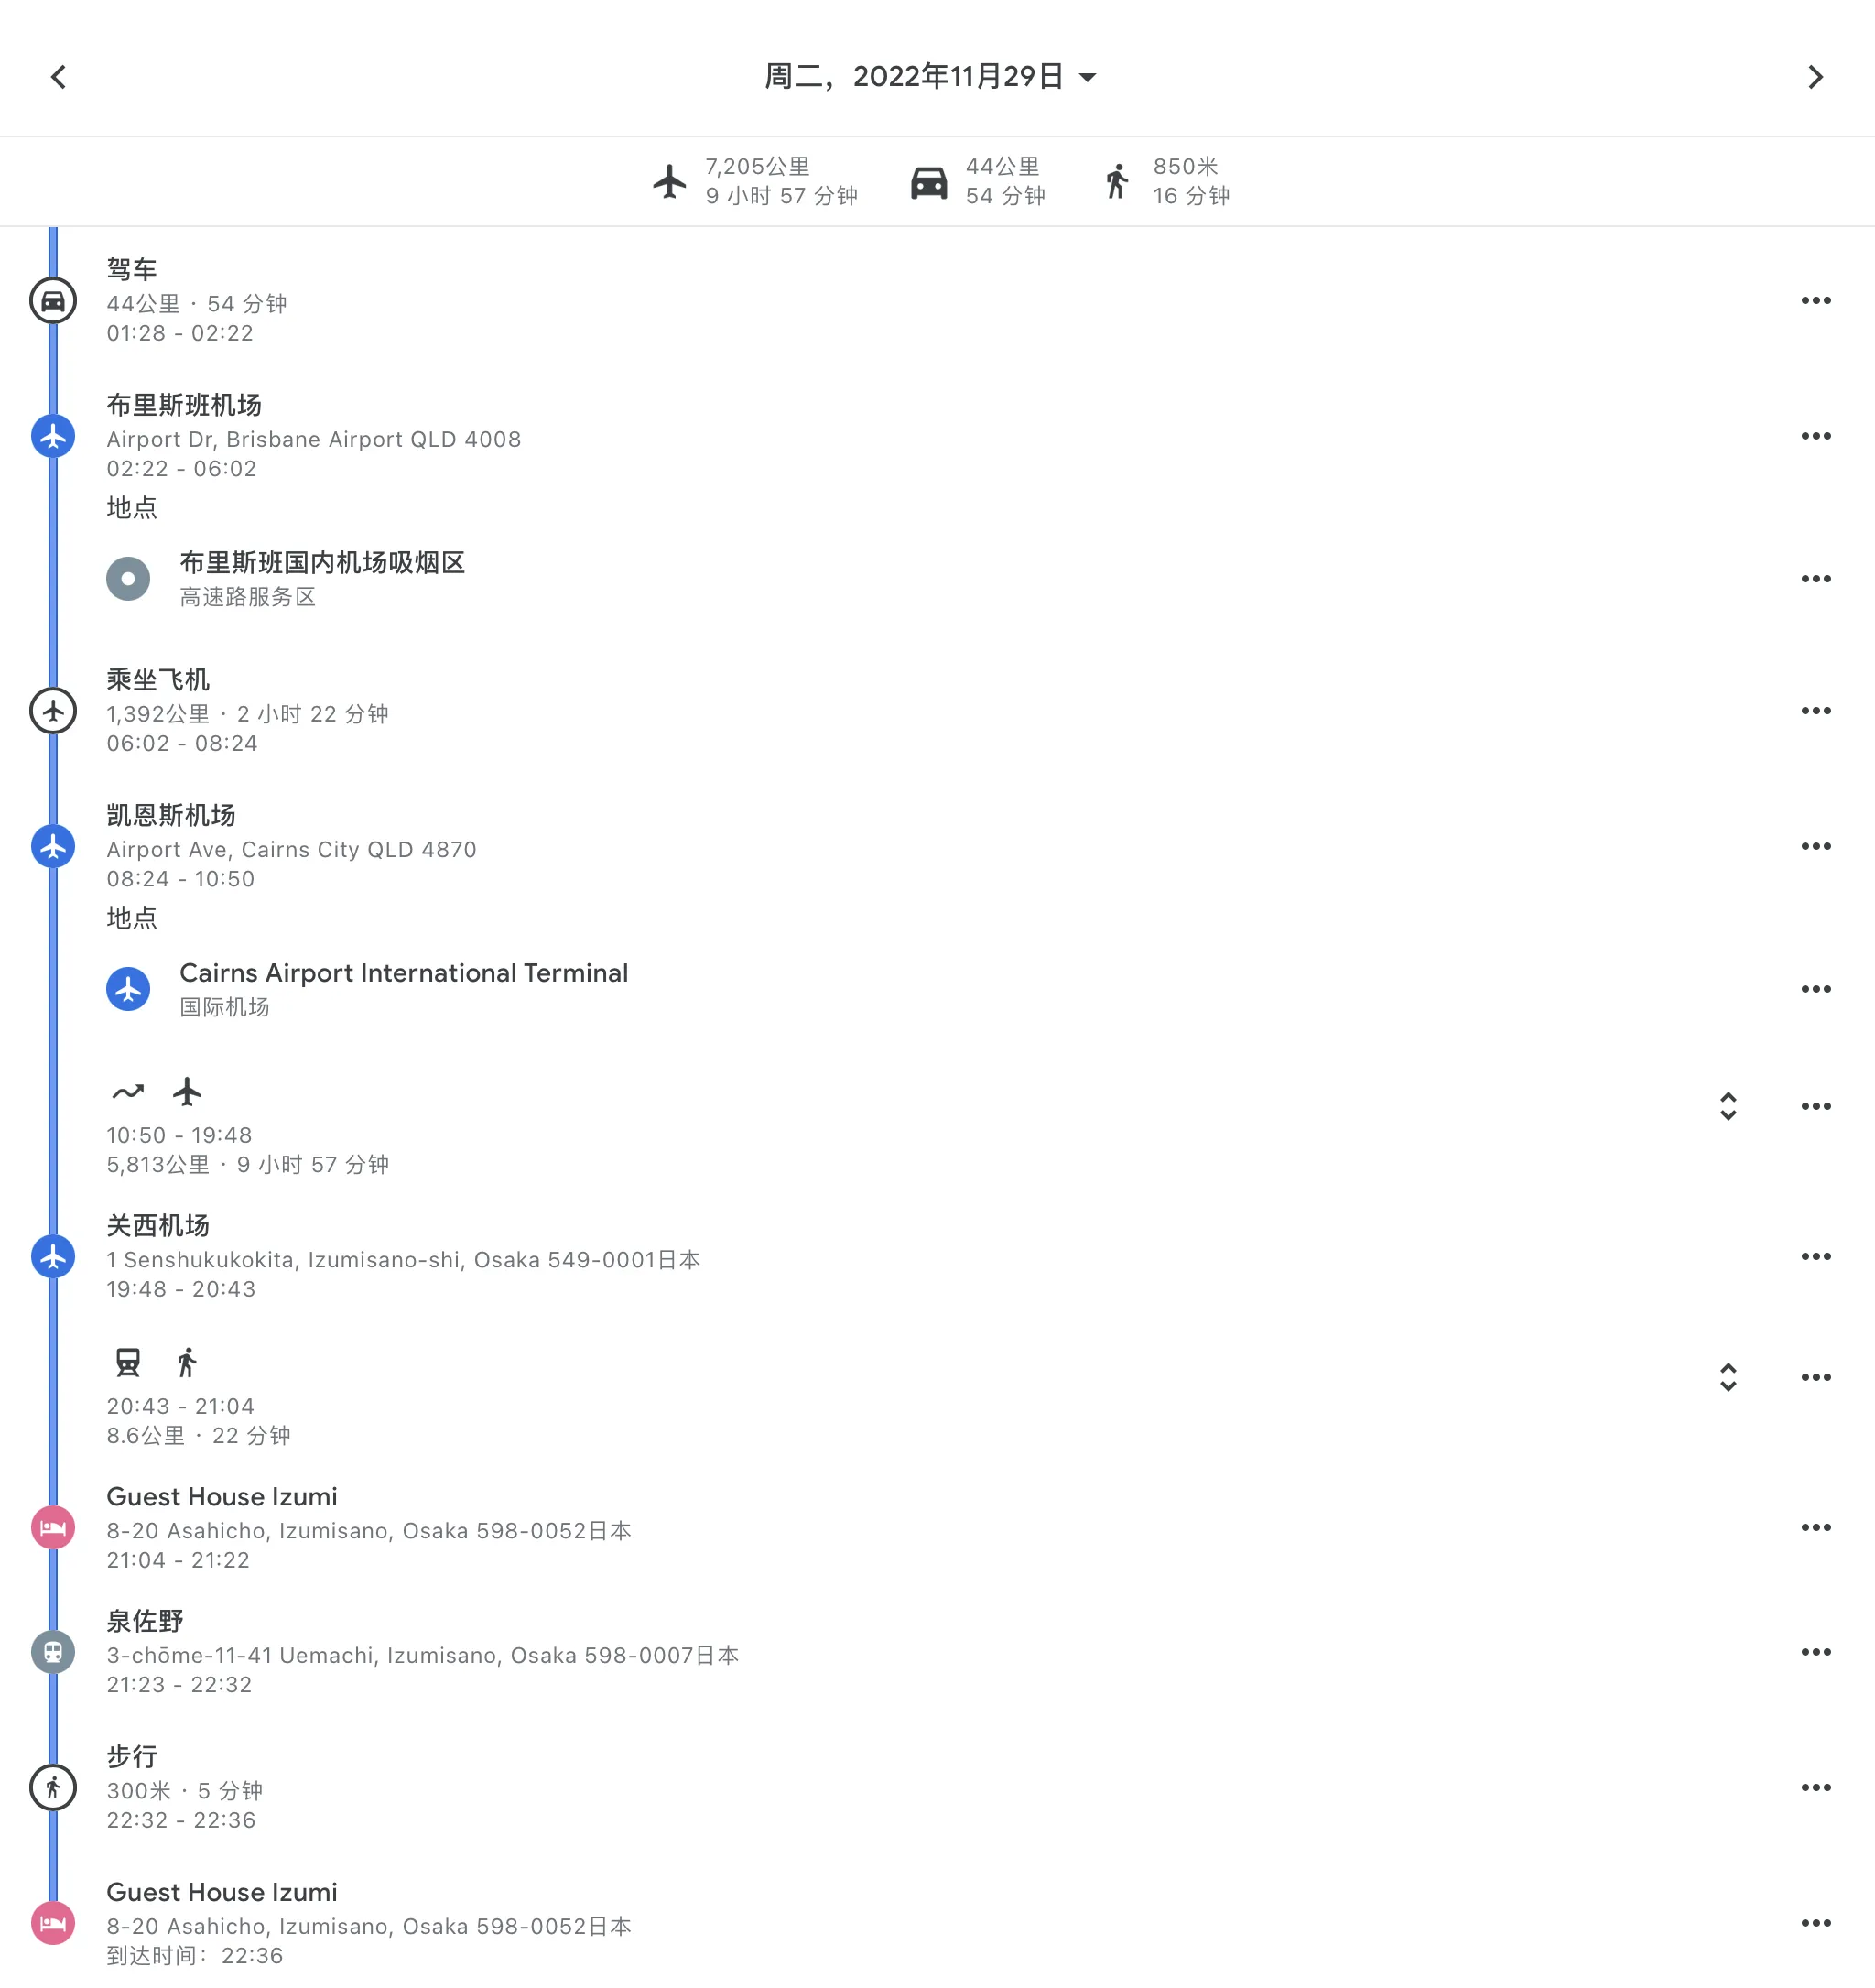 周二，2022年11月29日
7,205公里
9 小时 57 分钟
44公里
54 分钟
850米
16 分钟
驾车
44公里 · 54 分钟
01:28 - 02:22
布里斯班机场
Airport Dr, Brisbane Airport QLD 4008
02:22 - 06:02
地点
布里斯班国内机场吸烟区
高速路服务区
乘坐飞机
1,392公里 · 2 小时 22 分钟
06:02 - 08:24
凯恩斯机场
Airport Ave, Cairns City QLD 4870
08:24 - 10:50
地点
Cairns Airport International Terminal
国际机场
10:50 - 19:48
5,813公里 · 9 小时 57 分钟
关西机场
1 Senshukukokita, Izumisano-shi, Osaka 549-0001日本
19:48 - 20:43
20:43 - 21:04
8.6公里 · 22 分钟
Guest House Izumi
8-20 Asahicho, Izumisano, Osaka 598-0052日本
21:04 - 21:22
泉佐野
3-chōme-11-41 Uemachi, Izumisano, Osaka 598-0007日本
21:23 - 22:32
步行
300米 · 5 分钟
22:32 - 22:36
Guest House Izumi
8-20 Asahicho, Izumisano, Osaka 598-0052日本
到达时间：22:36